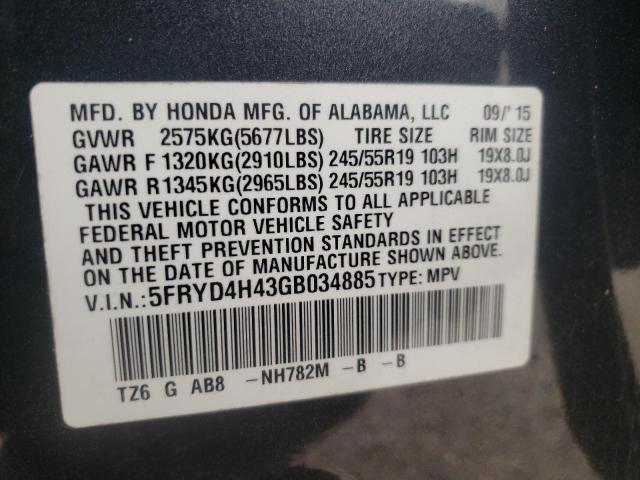 MFD. BY HONDA MFG. OF ALABAMA, LLC 09/'15
GVWR 2575KG(5677LBS) TIRE SIZE RIM SIZE
GAWR F 1320KG(2910LBS) 245/55R19 103H 19X8.0J
GAWR R1345KG(2965LBS) 245/55R19 103H 19X8.0J
THIS VEHICLE CONFORMS TO ALL APPLICABLE
FEDERAL MOTOR VEHICLE SAFETY
AND THEFT PREVENTION STANDARDS IN EFFECT
ON THE DATE OF MANUFACTURE SHOWN ABOVE.
V.I.N.:5FRYD4H43GB034885 TYPE: MPV
TZ6 G AB8 -NH782M -B -B